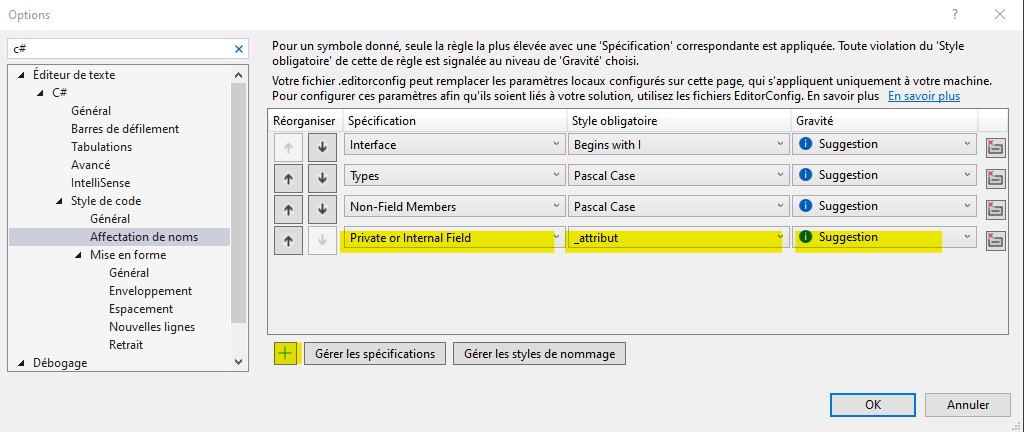 Options
c#
Éditeur de texte
C#
Général
Barres de défilement
Tabulations
Avancé
IntelliSense
Style de code
Général
Affectation de noms
Mise en forme
Général
Enveloppement
Espacement
Nouvelles lignes
Retrait
Débogage
Pour un symbole donné, seule la règle la plus élevée avec une 'Spécification' correspondante est appliquée. Toute violation du 'Style
obligatoire' de cette de règle est signalée au niveau de 'Gravité' choisi.
Votre fichier .editorconfig peut remplacer les paramètres locaux configurés sur cette page, qui s'appliquent uniquement à votre machine.
Pour configurer ces paramètres afin qu'ils soient liés à votre solution, utilisez les fichiers EditorConfig. En savoir plus En savoir plus
Réorganiser Spécification Style obligatoire Gravité
Interface Begins with I Suggestion
Types Pascal Case Suggestion
Non-Field Members Pascal Case Suggestion
Private or Internal Field _attribut Suggestion
Gérer les spécifications Gérer les styles de nommage
OK Annuler